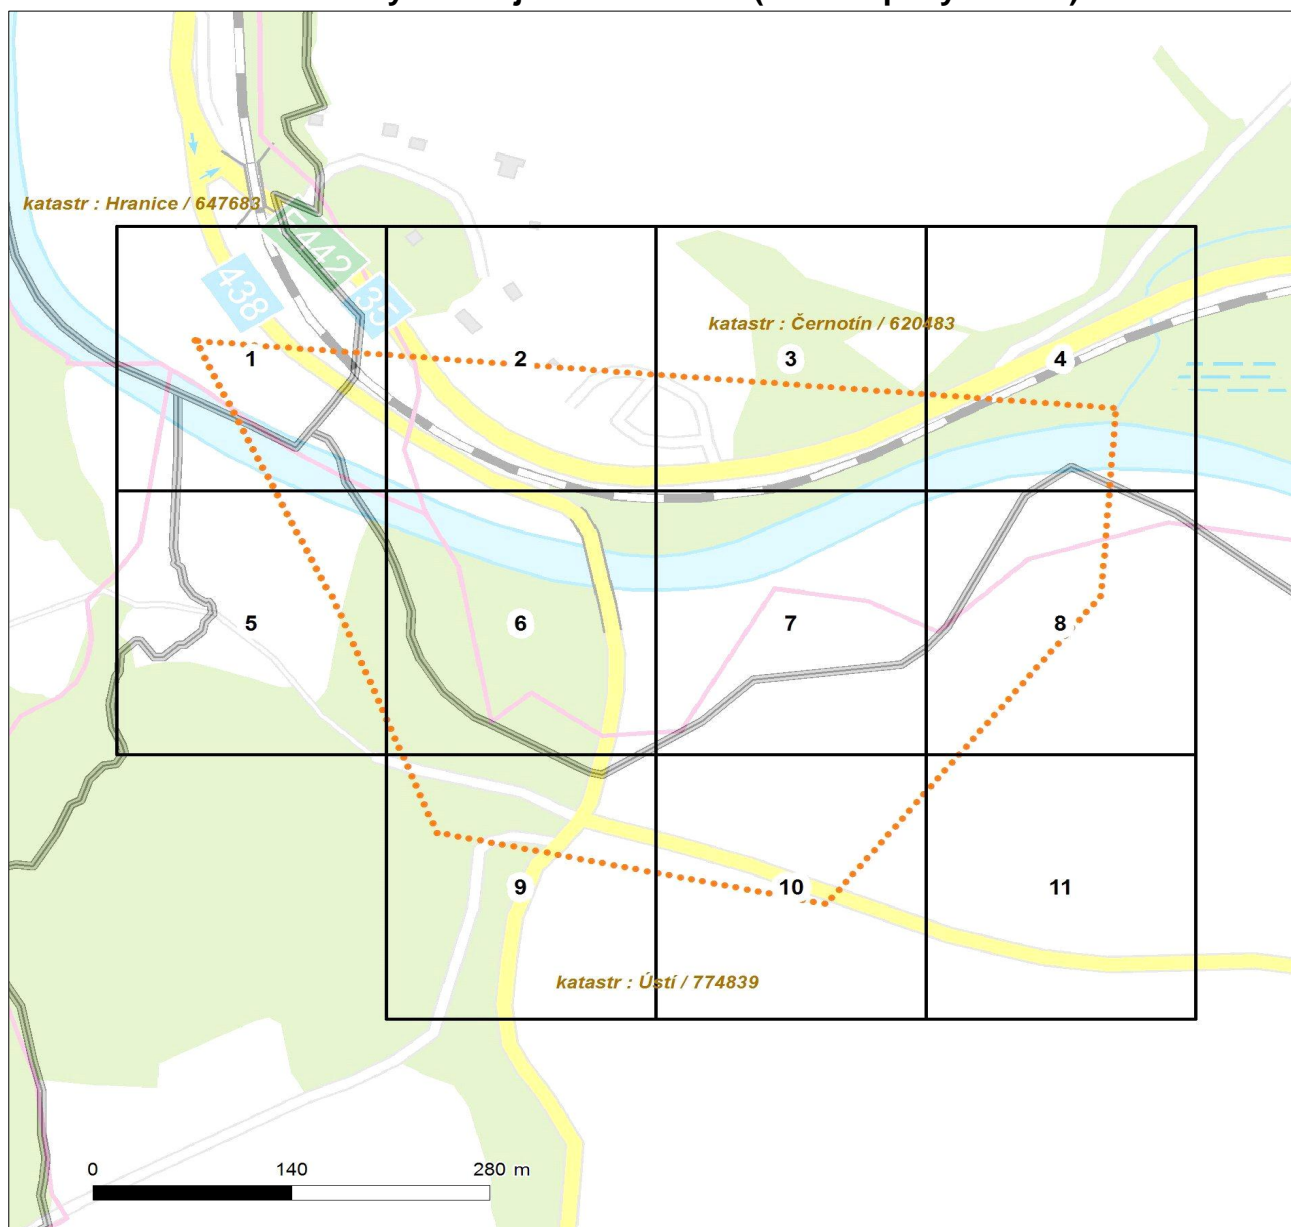 katastr : Hranice / 647683
E442
438
35
katastr : Černotín / 620483
1
2
3
4
5
6
7
8
9
10
11
katastr : Ústí / 774839
0 140 280 m